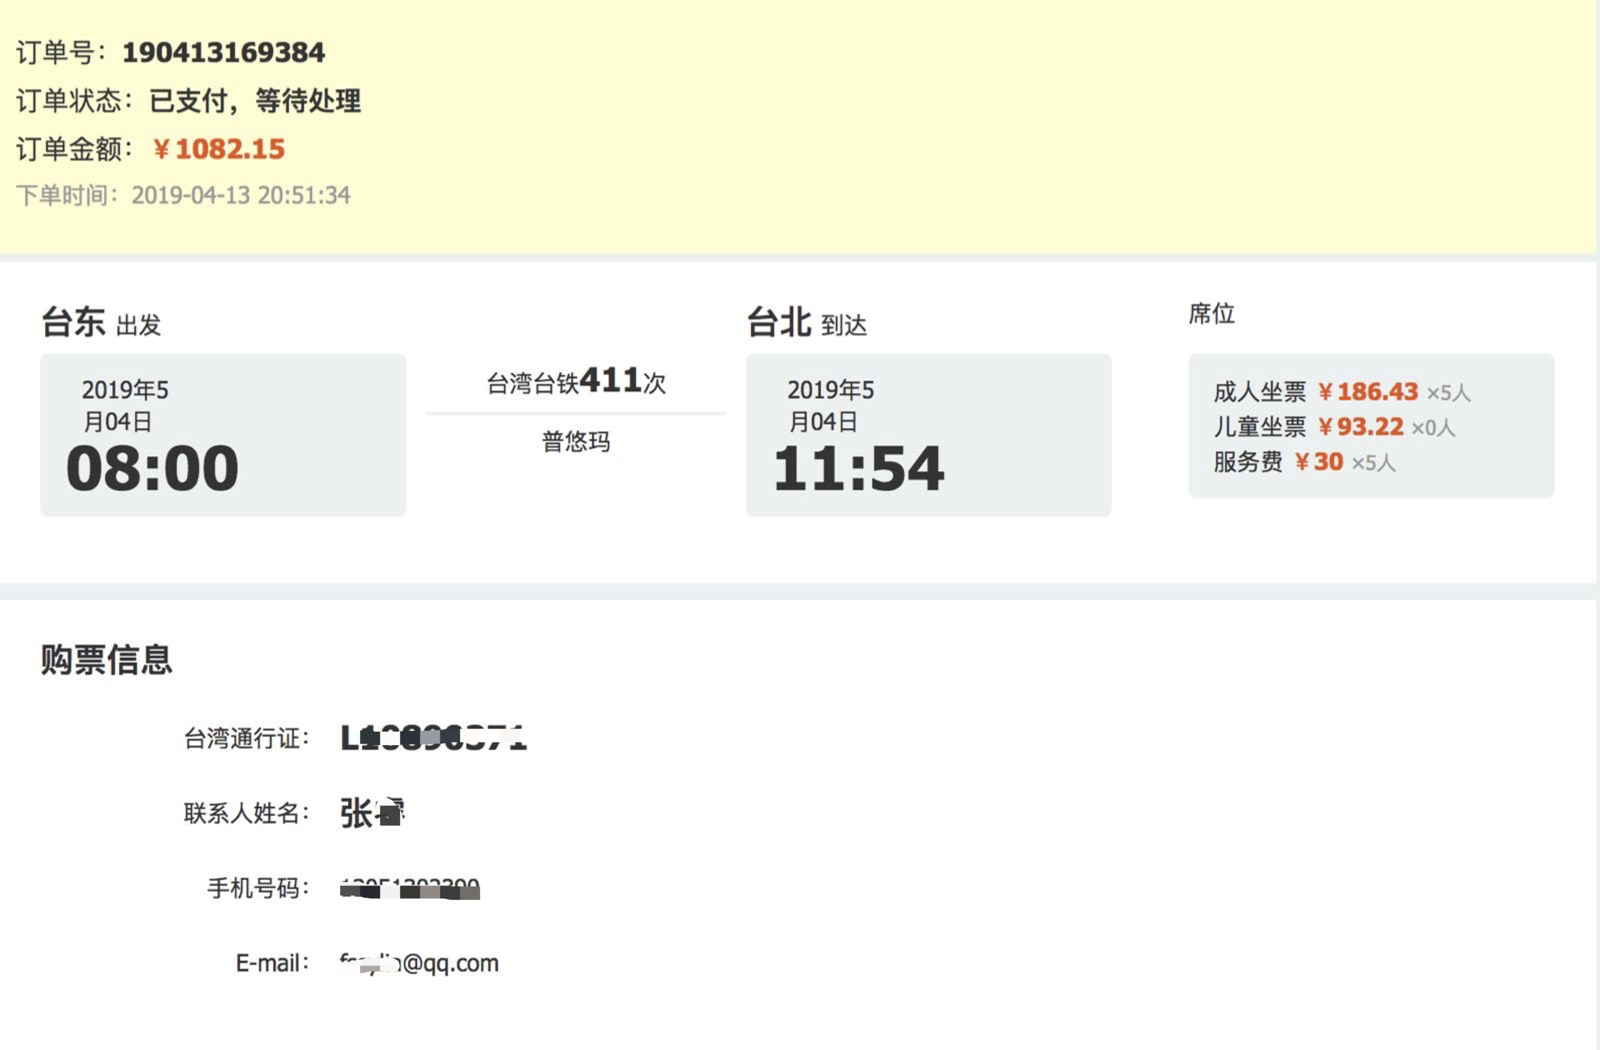 订单号：190413169384
订单状态：已支付，等待处理
订单金额：￥1082.15
下单时间：2019-04-13 20:51:34
台东 出发
2019年5
月04日
08:00
台湾台铁411次
普悠玛
台北 到达
2019年5
月04日
11:54
席位
成人坐票 ￥186.43 ×5人
儿童坐票 ￥93.22 ×0人
服务费 ￥30 ×5人
购票信息
台湾通行证：
联系人姓名：张
手机号码：
E-mail：@qq.com